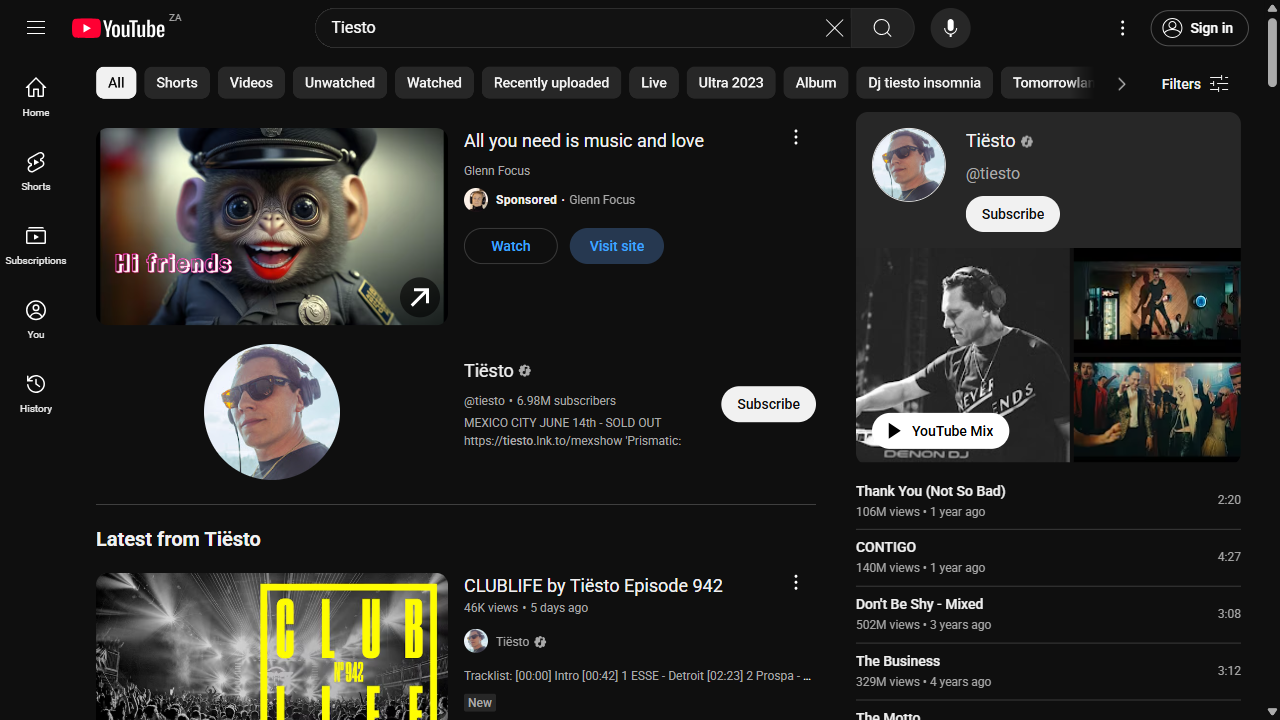 YouTube ZA
Tiesto
Sign in
Home
Shorts
Subscriptions
You
History
All
Shorts
Videos
Unwatched
Watched
Recently uploaded
Live
Ultra 2023
Album
Dj tiesto insomnia
Tomorrowlan
Filters
Hi friends
All you need is music and love
Glenn Focus
Sponsored · Glenn Focus
Watch
Visit site
Tiësto
@tiesto • 6.98M subscribers
MEXICO CITY JUNE 14th - SOLD OUT
https://tiesto.lnk.to/mexshow 'Prismatic:
Subscribe
Latest from Tiësto
CLUB
Nº 942
LIFE
CLUBLIFE by Tiësto Episode 942
46K views • 5 days ago
Tiësto
Tracklist: [00:00] Intro [00:42] 1 ESSE - Detroit [02:23] 2 Prospa - ...
New
Tiësto
@tiesto
Subscribe
DENON DJ
YouTube Mix
Thank You (Not So Bad)
106M views • 1 year ago
2:20
CONTIGO
140M views • 1 year ago
4:27
Don't Be Shy - Mixed
502M views • 3 years ago
3:08
The Business
329M views • 4 years ago
3:12
The Motto